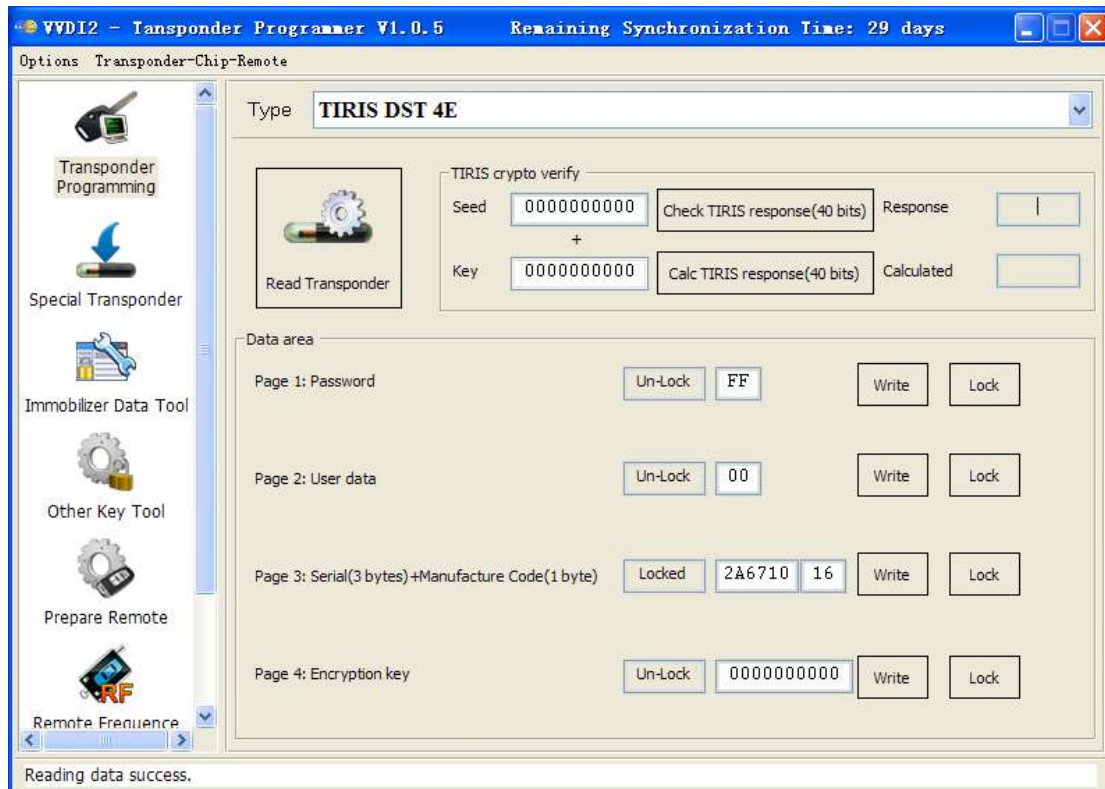 VVDI2 - Tansponder Programmer V1.0.5 Remaining Synchronization Time: 29 days
Options Transponder-Chip-Remote
Transponder
Programming
Special Transponder
Immobilizer Data Tool
Other Key Tool
Prepare Remote
RF
Remote Frequence
Type TIRIS DST 4E
Read Transponder
TIRIS crypto verify
Seed 0000000000 Check TIRIS response(40 bits) Response
+
Key 0000000000 Calc TIRIS response(40 bits) Calculated
Data area
Page 1: Password Un-Lock FF Write Lock
Page 2: User data Un-Lock 00 Write Lock
Page 3: Serial(3 bytes)+Manufacture Code(1 byte) Locked 2A6710 16 Write Lock
Page 4: Encryption key Un-Lock 0000000000 Write Lock
Reading data success.